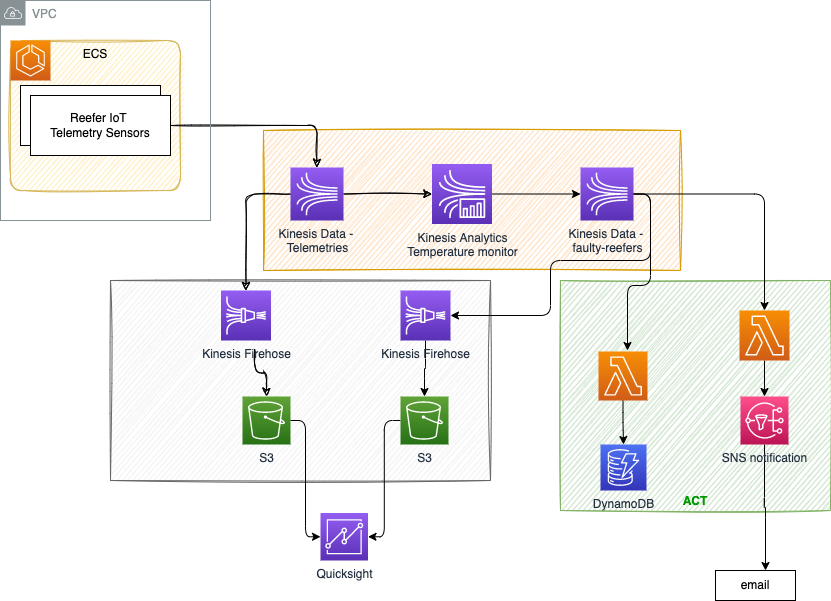 VPC
ECS
Reefer IoT
Telemetry Sensors
Kinesis Data -
Telemetries
Kinesis Analytics
Temperature monitor
Kinesis Data -
faulty-reefers
Kinesis Firehose
Kinesis Firehose
S3
S3
SNS notification
DynamoDB
ACT
Quicksight
email